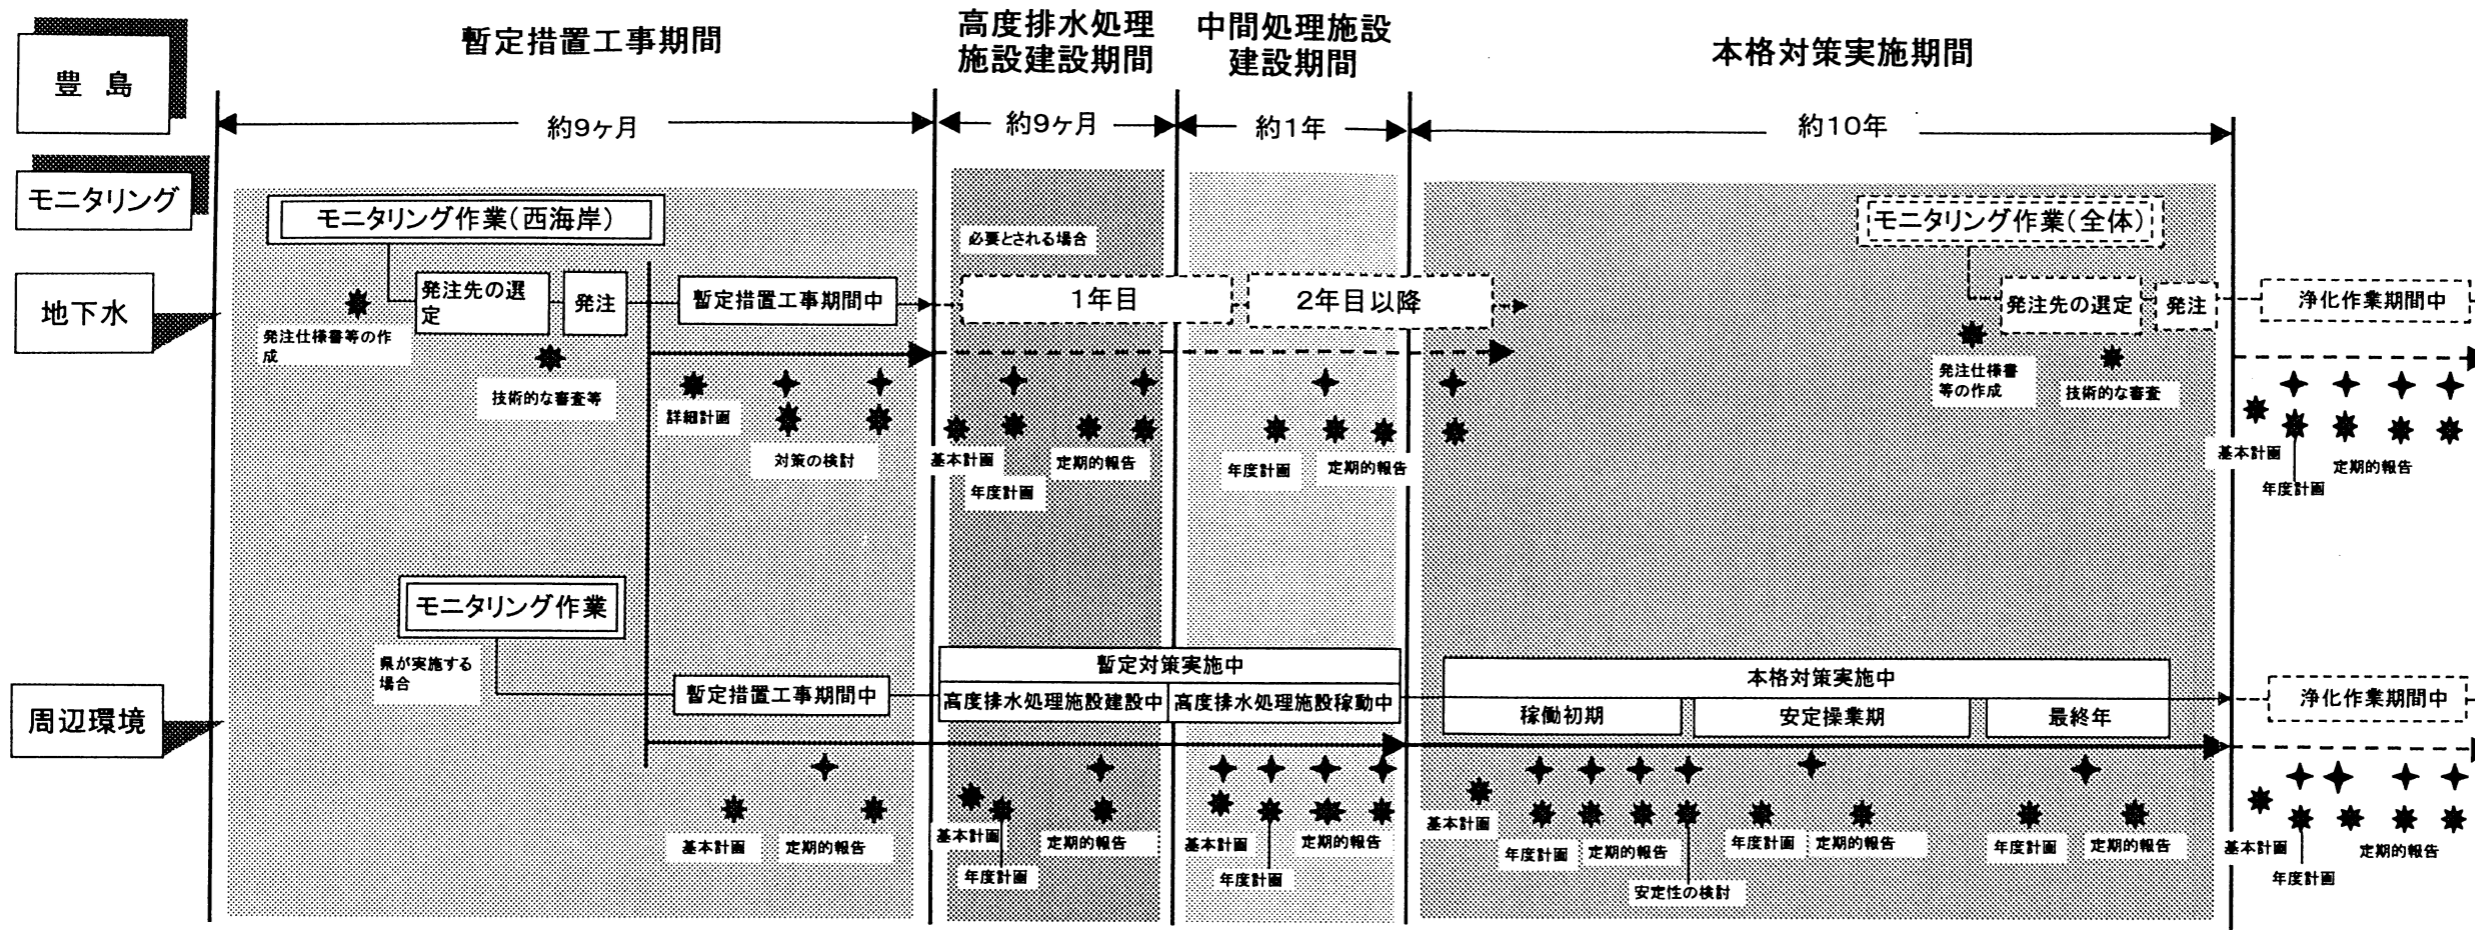 豊 島
モニタリング
暫定措置工事期間
高度排水処理
施設建設期間
中間処理施設
建設期間
本格対策実施期間
約9ヶ月
約9ヶ月
約1年
約10年
地下水
モニタリング作業(西海岸)
発注先の選
定
発注
暫定措置工事期間中
発注仕様書等の作
成
技術的な審査等
詳細計画
対策の検討
必要とされる場合
1年目
2年目以降
基本計画
年度計画
定期的報告
年度計画
定期的報告
モニタリング作業(全体)
発注先の選定
発注
浄化作業期間中
発注仕様書
等の作成
技術的な審査
基本計画
年度計画
定期的報告
周辺環境
モニタリング作業
県が実施する
場合
暫定措置工事期間中
暫定対策実施中
高度排水処理施設建設中
高度排水処理施設稼動中
本格対策実施中
稼働初期
安定操業期
最終年
浄化作業期間中
基本計画
定期的報告
基本計画
年度計画
定期的報告
基本計画
年度計画
定期的報告
基本計画
年度計画
定期的報告
安定性の検討
年度計画
定期的報告
年度計画
定期的報告
基本計画
年度計画
定期的報告